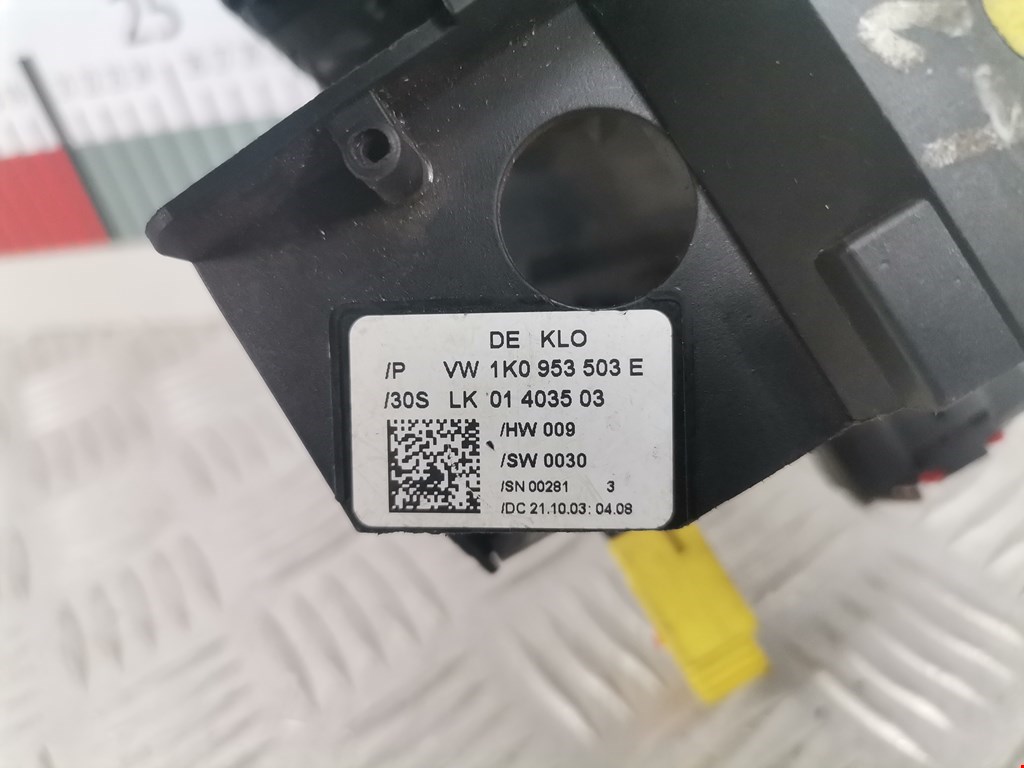 25
DE KLO
/P VW 1K0 953 503 E
/30S LK 01 4035 03
/HW 009
/SW 0030
/SN 00281 3
/DC 21.10.03: 04.08